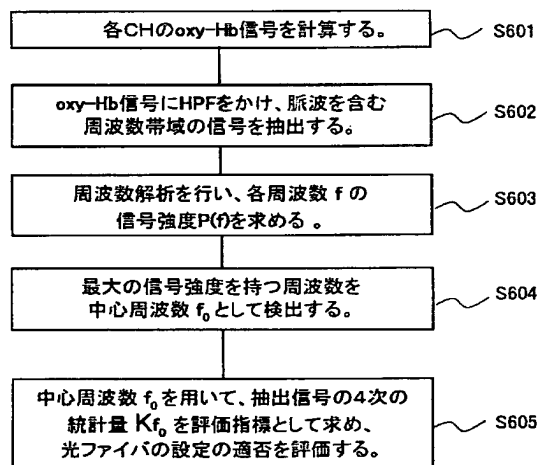 各CHのoxy-Hb信号を計算する。
S601
oxy-Hb信号にHPFをかけ、脈波を含む
周波数帯域の信号を抽出する。
S602
周波数解析を行い、各周波数 f の
信号強度P(f)を求める 。
S603
最大の信号強度を持つ周波数を
中心周波数 f₀ として検出する。
S604
中心周波数 f₀ を用いて、抽出信号の4次の
統計量 Kf₀ を評価指標として求め、
光ファイバの設定の適否を評価する。
S605